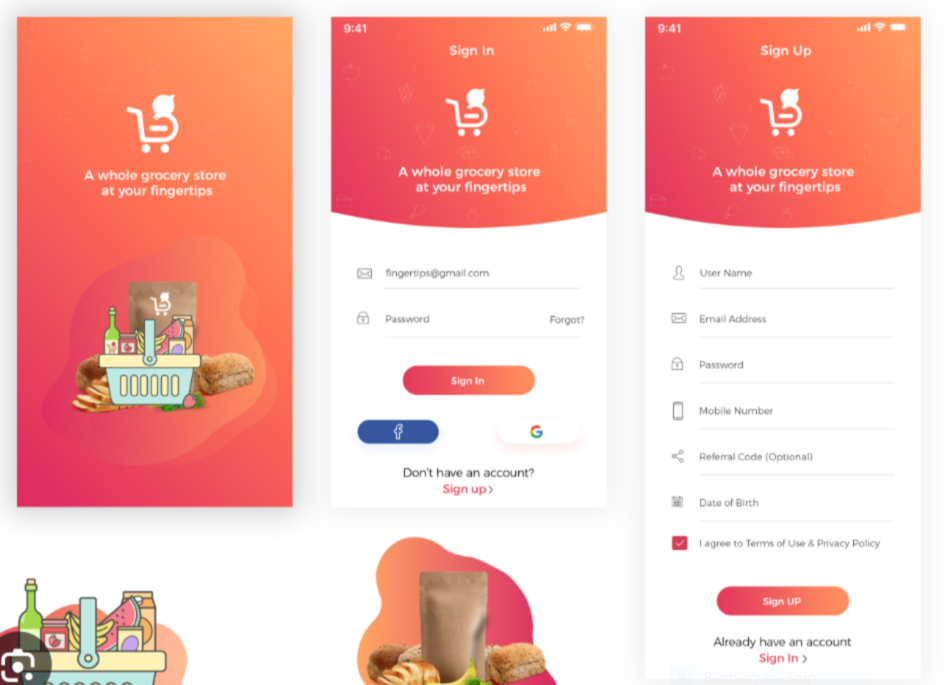 A whole grocery store
at your fingertips
9:41
Sign In
A whole grocery store
at your fingertips
fingertips@gmail.com
Password
Forgot?
Sign In
Don't have an account?
Sign up >
9:41
Sign Up
A whole grocery store
at your fingertips
User Name
Email Address
Password
Mobile Number
Referral Code (Optional)
Date of Birth
I agree to Terms of Use & Privacy Policy
Sign UP
Already have an account
Sign In >
Rectangular Snip